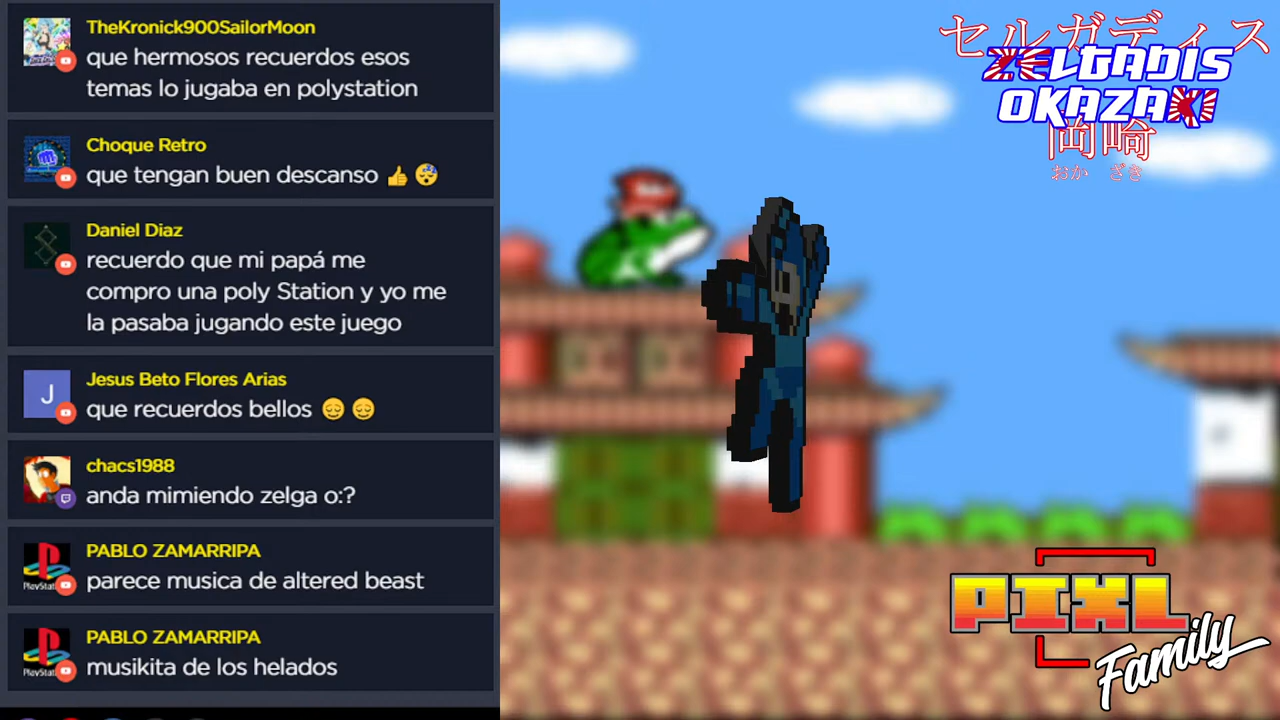 TheKronick900SailorMoon
que hermosos recuerdos esos
temas lo jugaba en polystation
Choque Retro
que tengan buen descanso 👍 😴
Daniel Diaz
recuerdo que mi papá me
compro una poly Station y yo me
la pasaba jugando este juego
J
Jesus Beto Flores Arias
que recuerdos bellos 😌 😌
chacs1988
anda mimiendo zelga o:?
PlayStati
PABLO ZAMARRIPA
parece musica de altered beast
PlayStati
PABLO ZAMARRIPA
musikita de los helados
セルガディス
ZELGADIS
OKAZAKI
岡崎
おか ざき
PIXL
Family